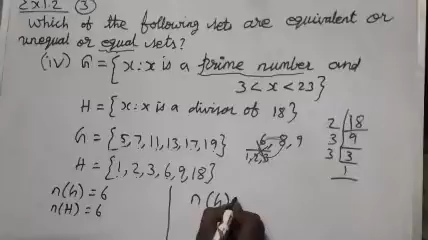 Ex 1.2 (3)
Which of the following sets are equivalent or
unequal or equal sets?
(iv) G = {x:x is a prime number and
3 < x < 23}
H = {x:x is a divisor of 18}
G = {5,7,11,13,17,19}
H = {1,2,3,6,9,18}
n(G) = 6
n(H) = 6
n(G)
2 18
3 9
3 3
1